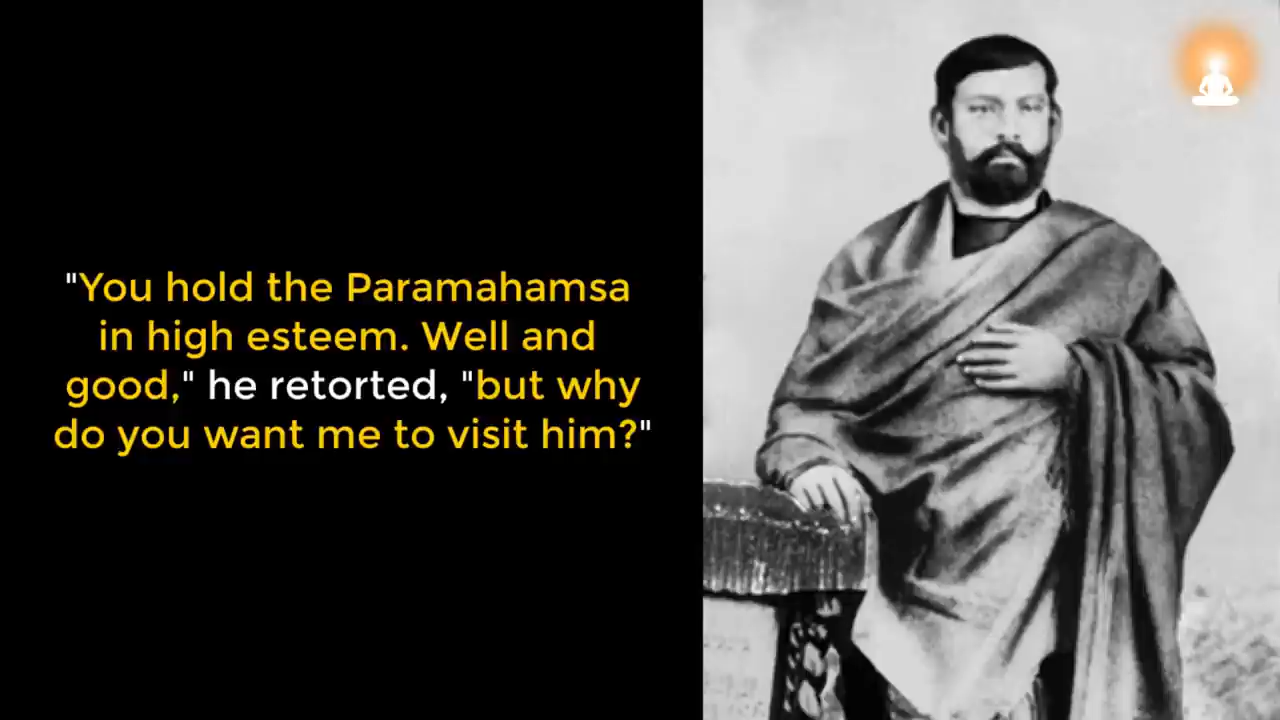 "You hold the Paramahamsa
in high esteem. Well and
good," he retorted, "but why
do you want me to visit him?"